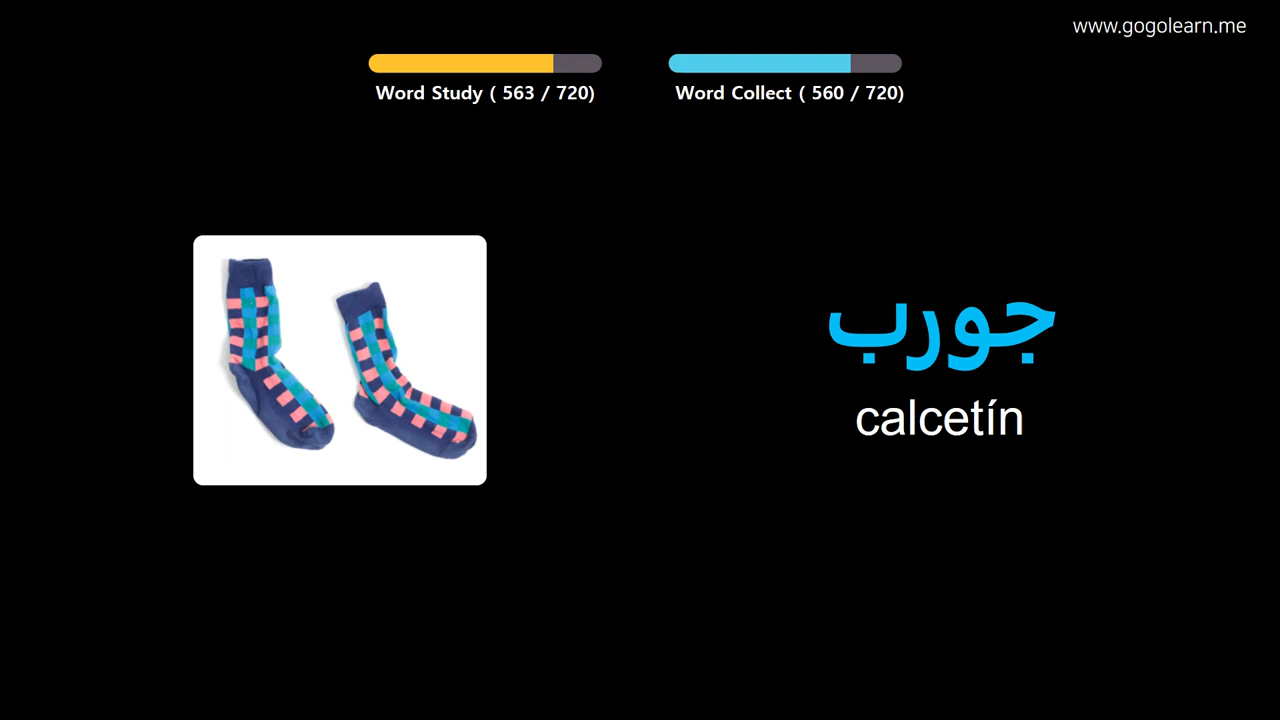 www.gogolearn.me
Word Study ( 563 / 720)
Word Collect ( 560 / 720)
جورب
calcetín